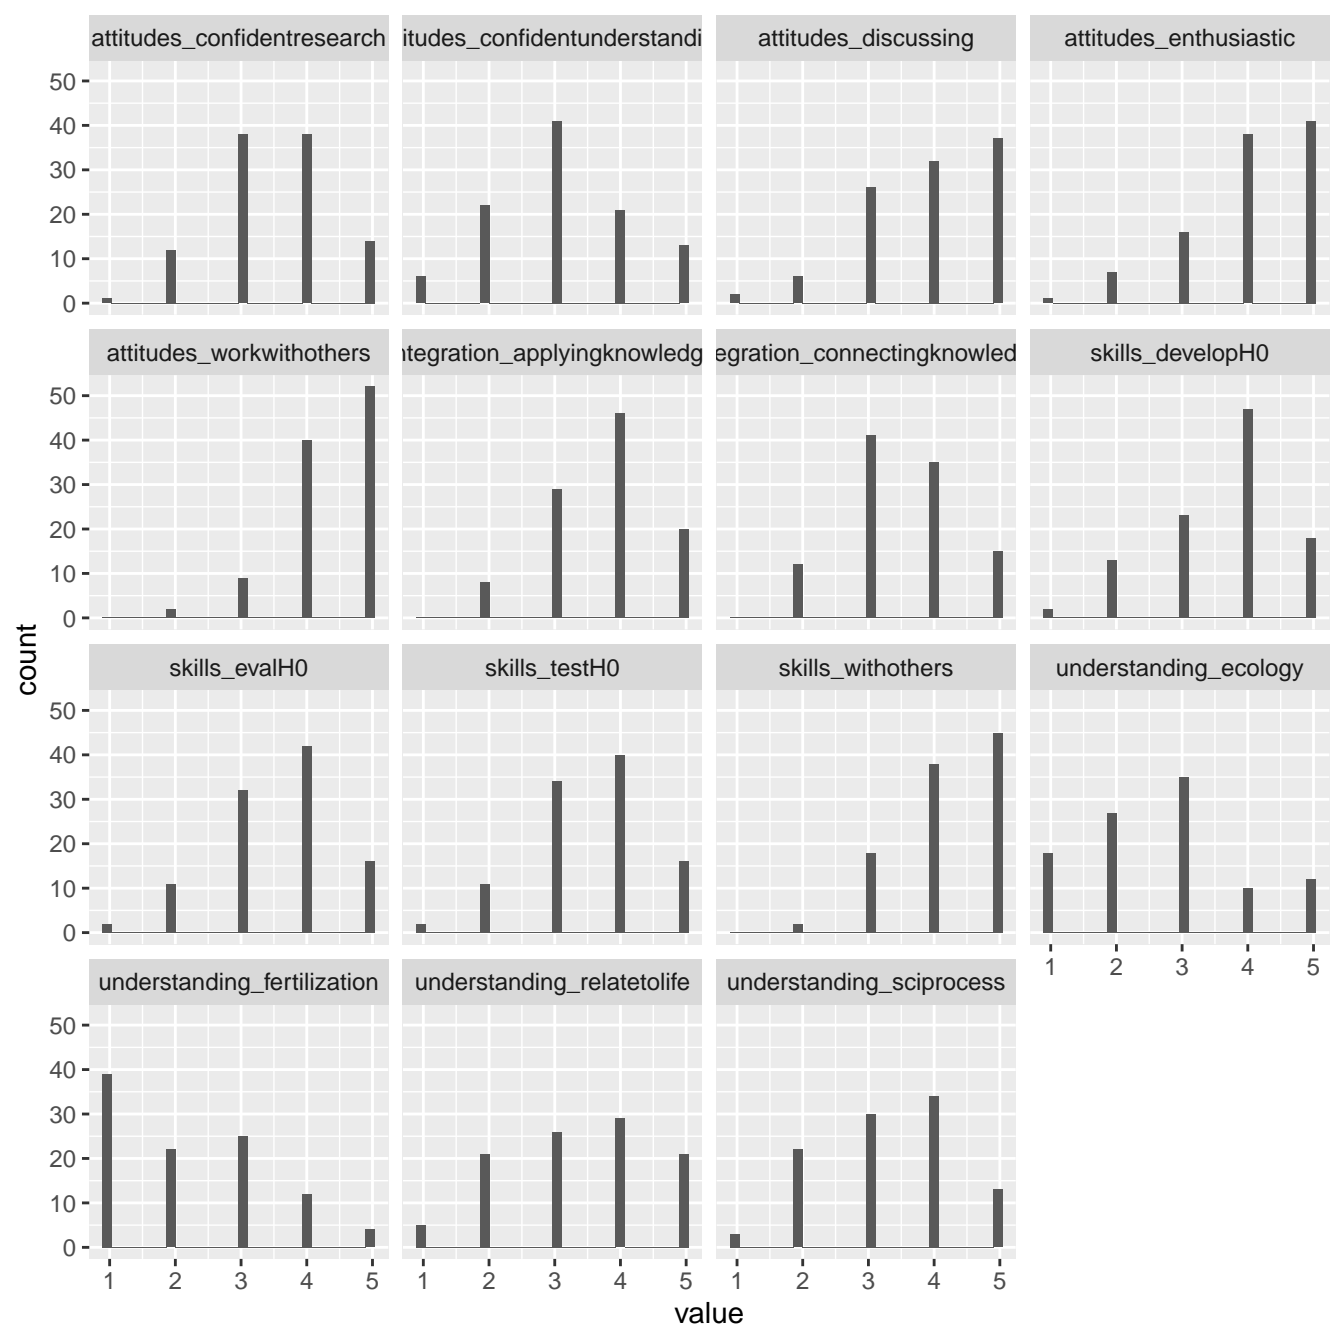 attitudes_confidentresearch
itudes_confidentunderstandi
attitudes_discussing
attitudes_enthusiastic
50
40
30
20
10
0
attitudes_workwithothers
ntegration_applyingknowledg
egration_connectingknowled
skills_developH0
50
40
30
20
10
0
count
skills_evalH0
skills_testH0
skills_withothers
understanding_ecology
50
40
30
20
10
0
1 2 3 4 5
understanding_fertilization
understanding_relatetolife
understanding_sciprocess
50
40
30
20
10
0
1 2 3 4 5
1 2 3 4 5
1 2 3 4 5
value